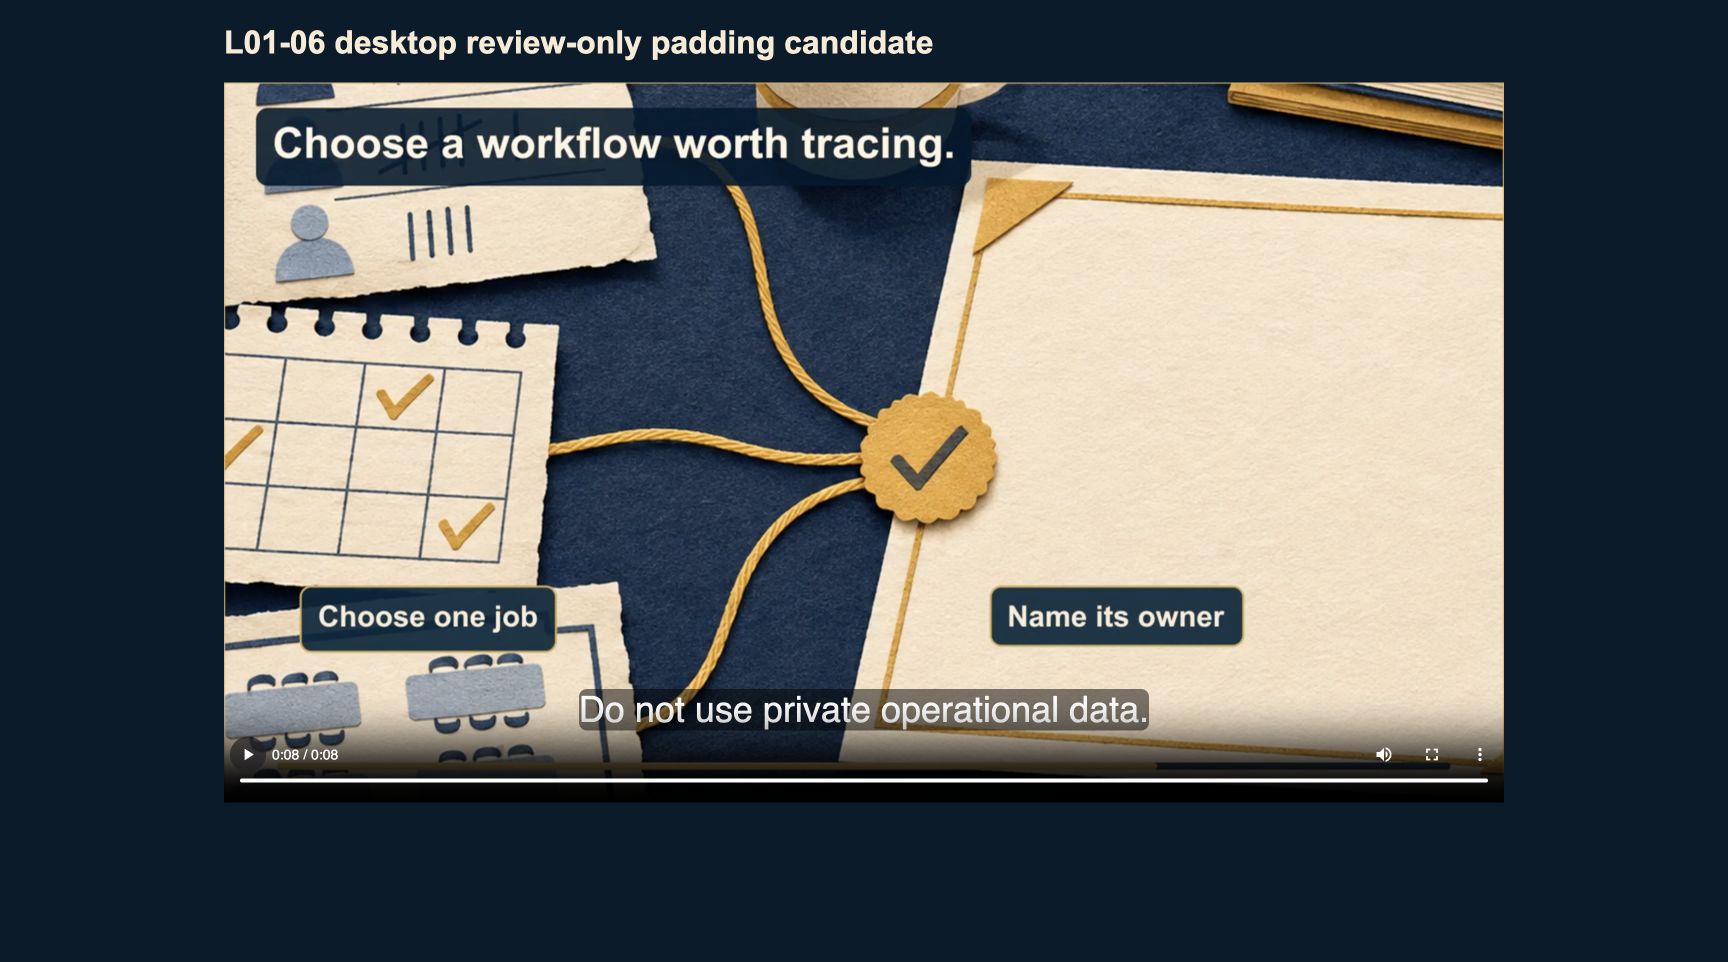 L01-06 desktop review-only padding candidate
Choose a workflow worth tracing.
Choose one job
Name its owner
Do not use private operational data.
0:08 / 0:08